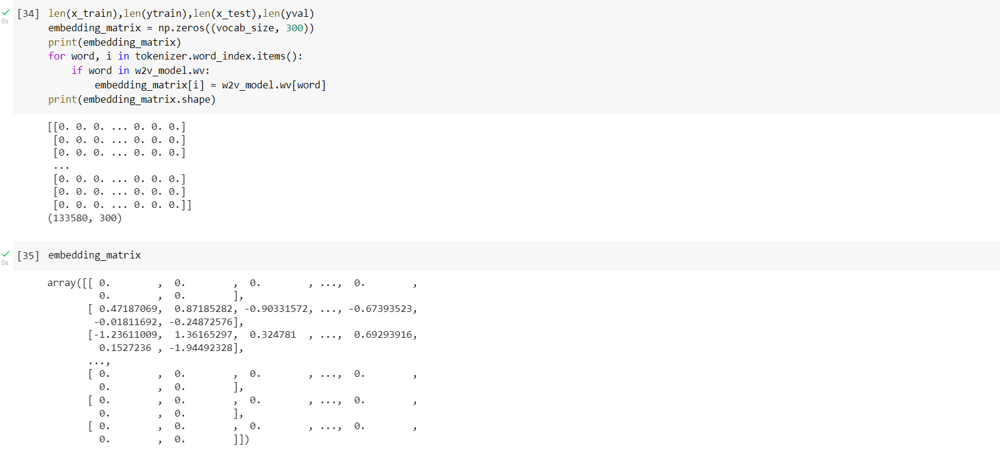 [34] len(x_train),len(ytrain),len(x_test),len(yval)
0s
embedding_matrix = np.zeros((vocab_size, 300))
print(embedding_matrix)
for word, i in tokenizer.word_index.items():
    if word in w2v_model.wv:
        embedding_matrix[i] = w2v_model.wv[word]
print(embedding_matrix.shape)
[[0. 0. 0. ... 0. 0. 0.]
 [0. 0. 0. ... 0. 0. 0.]
 [0. 0. 0. ... 0. 0. 0.]
 ...
 [0. 0. 0. ... 0. 0. 0.]
 [0. 0. 0. ... 0. 0. 0.]
 [0. 0. 0. ... 0. 0. 0.]]
(133580, 300)
[35] embedding_matrix
0s
array([[ 0.        ,  0.        ,  0.        , ...,  0.        ,
         0.        ,  0.        ],
       [ 0.47187069,  0.87185282, -0.90331572, ..., -0.67393523,
        -0.01811692, -0.24872576],
       [-1.23611009,  1.36165297,  0.324781  , ...,  0.69293916,
         0.1527236 , -1.94492328],
       ...,
       [ 0.        ,  0.        ,  0.        , ...,  0.        ,
         0.        ,  0.        ],
       [ 0.        ,  0.        ,  0.        , ...,  0.        ,
         0.        ,  0.        ],
       [ 0.        ,  0.        ,  0.        , ...,  0.        ,
         0.        ,  0.        ]])